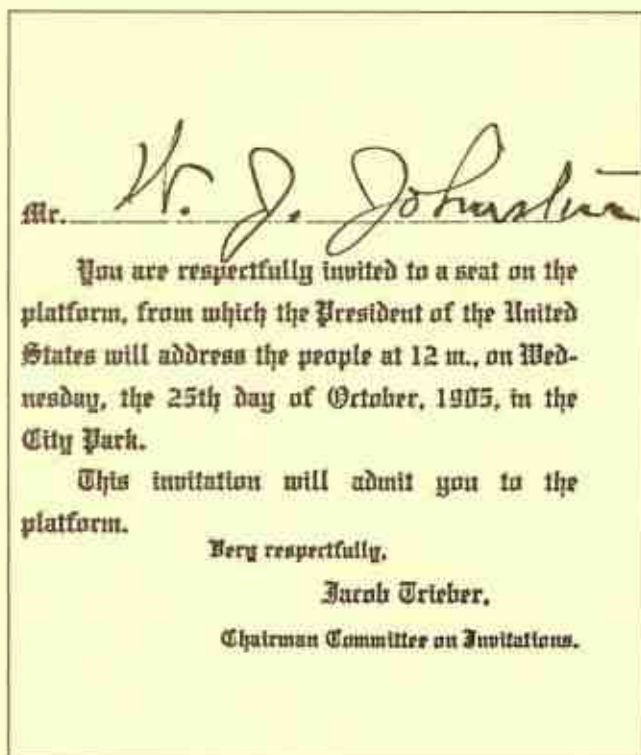 Mr. W. J. Johnston
You are respectfully invited to a seat on the
platform, from which the President of the United
States will address the people at 12 m., on Wed-
nesday, the 25th day of October, 1905, in the
City Park.
This invitation will admit you to the
platform.
Very respectfully,
Jacob Trieber,
Chairman Committee on Invitations.